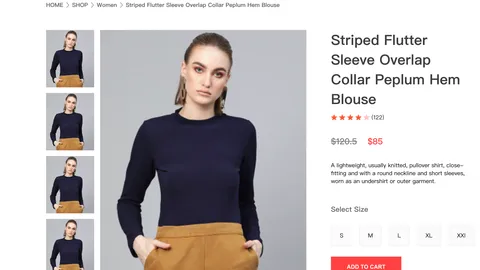 HOME > SHOP > Women > Striped Flutter Sleeve Overlap Collar Peplum Hem Blouse
Striped Flutter
Sleeve Overlap
Collar Peplum Hem
Blouse
(122)
$120.5 $85
A lightweight, usually knitted, pullover shirt, close-
fitting and with a round neckline and short sleeves,
worn as an undershirt or outer garment.
Select Size
S M L XL XXl
ADD TO CART